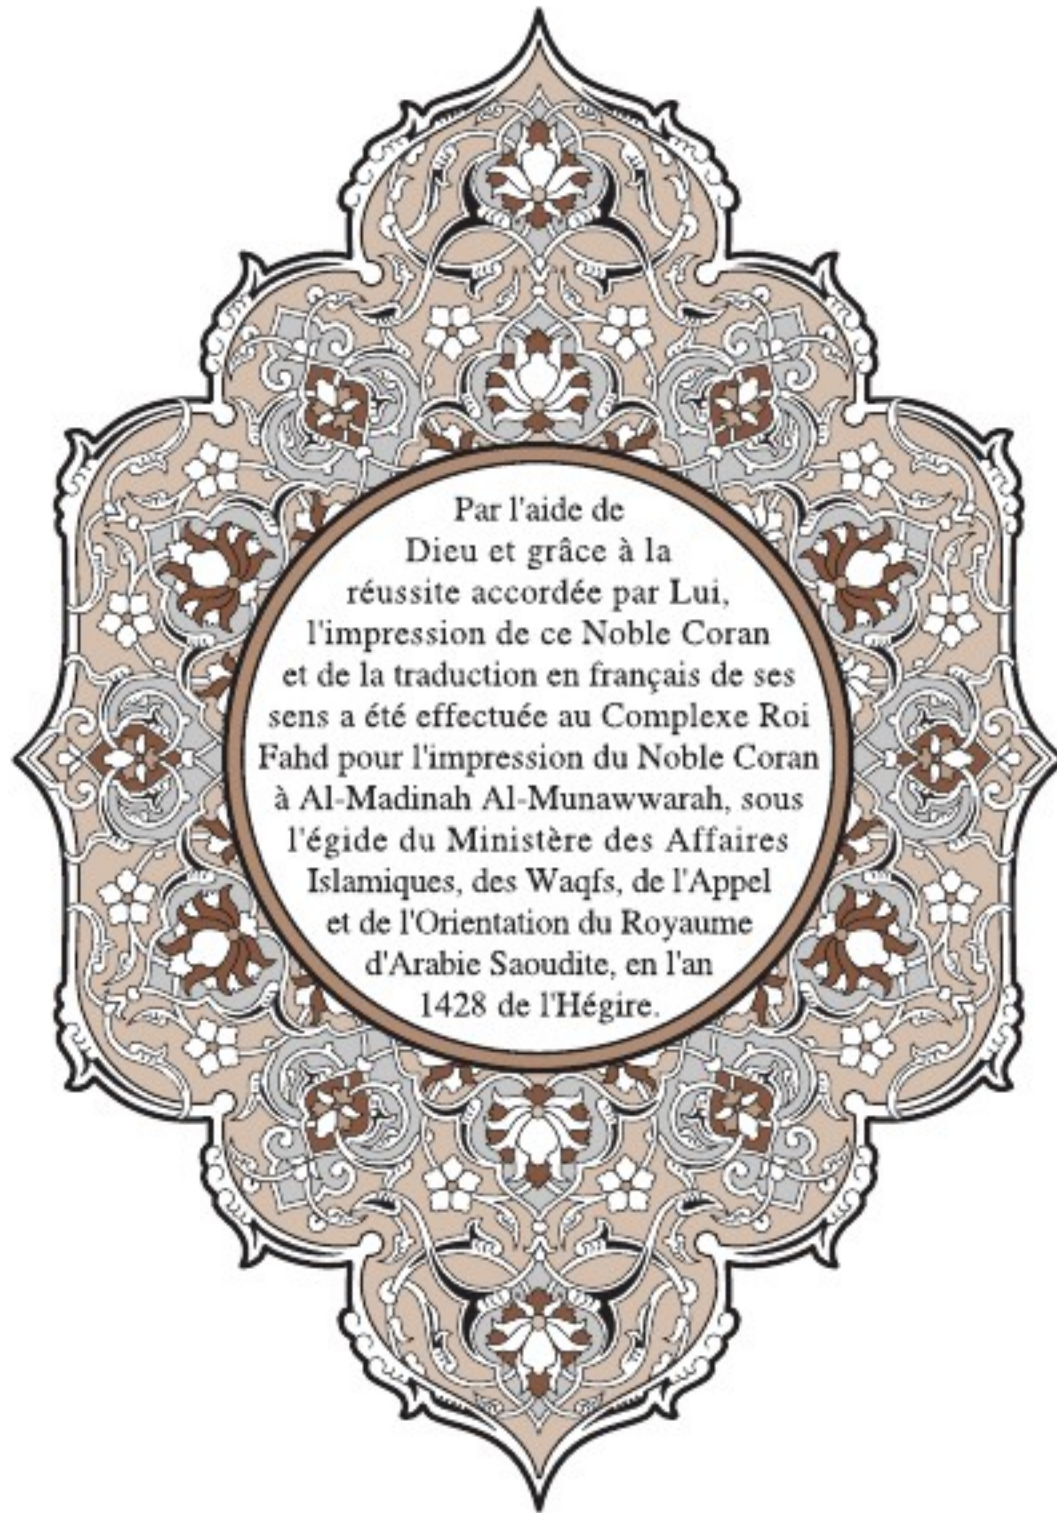 Par l'aide de
Dieu et grâce à la
réussite accordée par Lui,
l'impression de ce Noble Coran
et de la traduction en français de ses
sens a été effectuée au Complexe Roi
Fahd pour l'impression du Noble Coran
à Al-Madinah Al-Munawwarah, sous
l'égide du Ministère des Affaires
Islamiques, des Waqfs, de l'Appel
et de l'Orientation du Royaume
d'Arabie Saoudite, en l'an
1428 de l'Hégire.